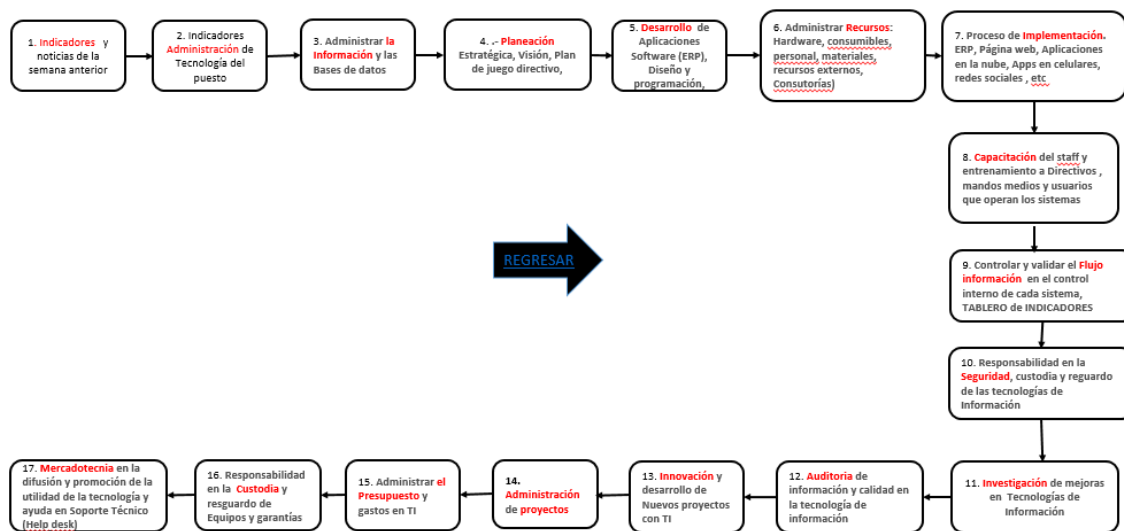 1. Indicadores y
noticias de la
semana anterior
2. Indicadores
Administración de
Tecnología del
puesto
3. Administrar la
Información y las
Bases de datos
4. .- Planeación
Estratégica, Visión, Plan
de juego directivo,
5. Desarrollo de
Aplicaciones
Software (ERP),
Diseño y
programación,
6. Administrar Recursos:
Hardware, consumibles,
personal, materiales,
recursos externos,
Consutorías)
7. Proceso de Implementación.
ERP, Página web, Aplicaciones
en la nube, Apps en celulares,
redes sociales , etc
8. Capacitación del staff y
entrenamiento a Directivos ,
mandos medios y usuarios
que operan los sistemas
REGRESAR
9. Controlar y validar el Flujo
información en el control
interno de cada sistema,
TABLERO de INDICADORES
10. Responsabilidad en la
Seguridad, custodia y reguardo
de las tecnologías de
Información
11. Investigación de mejoras
en Tecnologías de
Información
12. Auditoria de
información y calidad en
la tecnología de
información
13. Innovación y
desarrollo de
Nuevos proyectos
con TI
14.
Administración
de proyectos
15. Administrar el
Presupuesto y
gastos en TI
16. Responsabilidad
en la Custodia y
resguardo de
Equipos y garantías
17. Mercadotecnia en la
difusión y promoción de la
utilidad de la tecnología y
ayuda en Soporte Técnico
(Help desk)